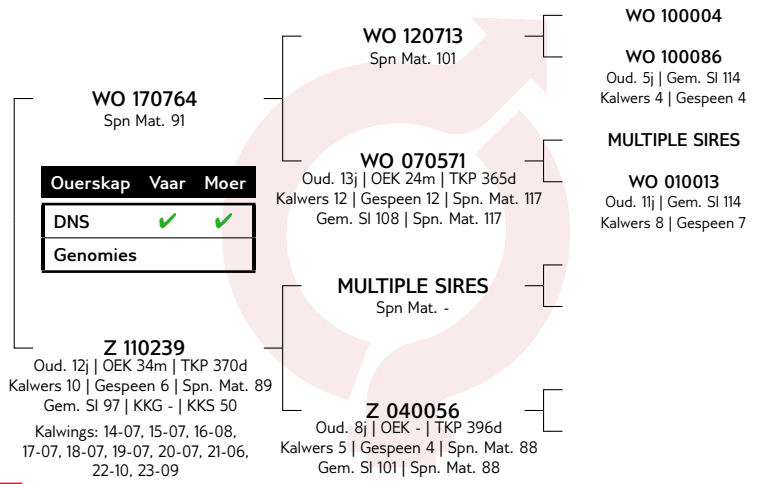 WO 170764
Spn Mat. 91
Ouerskap Vaar Moer
DNS ✔ ✔
Genomies
Z 110239
Oud. 12j | OEK 34m | TKP 370d
Kalwers 10 | Gespeen 6 | Spn. Mat. 89
Gem. SI 97 | KKG - | KKS 50
Kalwings: 14-07, 15-07, 16-08,
17-07, 18-07, 19-07, 20-07, 21-06,
22-10, 23-09
WO 120713
Spn Mat. 101
WO 070571
Oud. 13j | OEK 24m | TKP 365d
Kalwers 12 | Gespeen 12 | Spn. Mat. 117
Gem. SI 108 | Spn. Mat. 117
MULTIPLE SIRES
Spn Mat. -
Z 040056
Oud. 8j | OEK - | TKP 396d
Kalwers 5 | Gespeen 4 | Spn. Mat. 88
Gem. SI 101 | Spn. Mat. 88
WO 100004
WO 100086
Oud. 5j | Gem. SI 114
Kalwers 4 | Gespeen 4
MULTIPLE SIRES
WO 010013
Oud. 11j | Gem. SI 114
Kalwers 8 | Gespeen 7